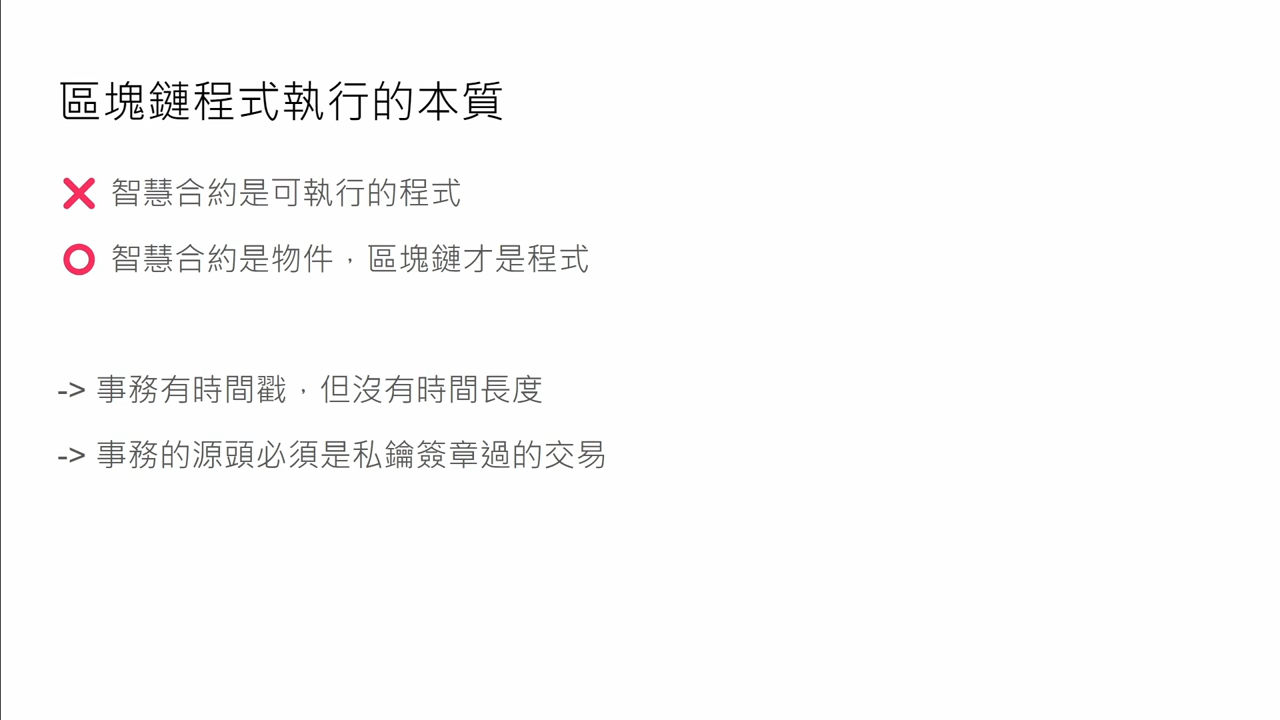 區塊鏈程式執行的本質
❌ 智慧合約是可執行的程式
⭕ 智慧合約是物件，區塊鏈才是程式
-> 事務有時間戳，但沒有時間長度
-> 事務的源頭必須是私鑰簽章過的交易